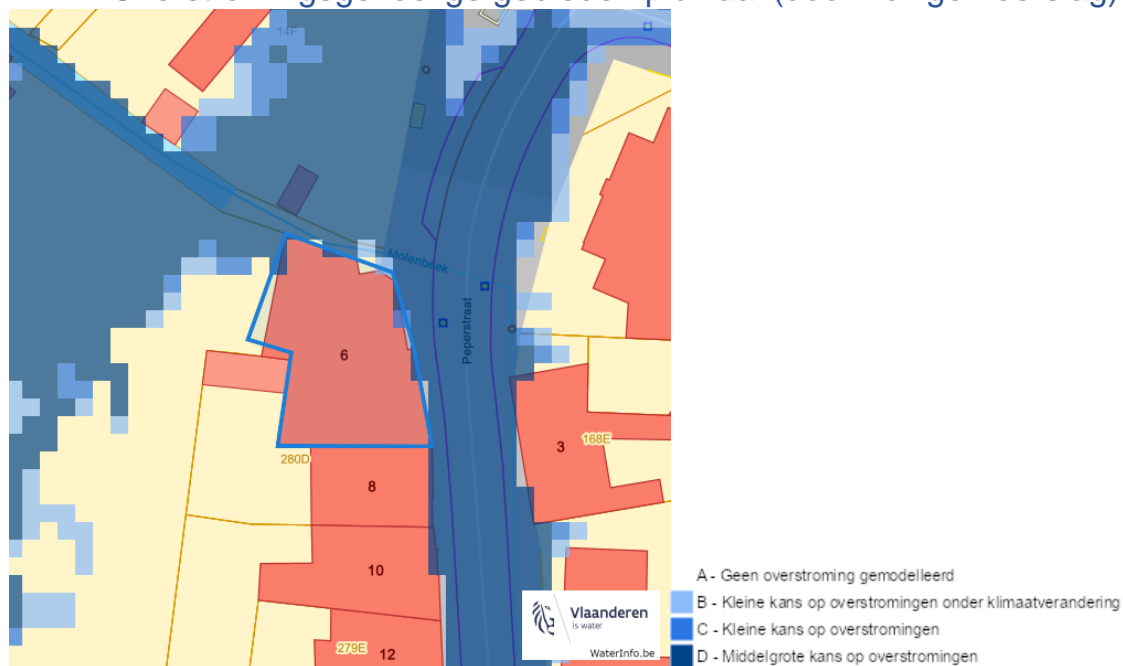 (door
14F
Molenbeek
Peperstraat
6
3
168E
280D
8
10
279E
12
Vlaanderen
is water
WaterInfo.be
A - Geen overstroming gemodelleerd
B - Kleine kans op overstromingen onder klimaatverandering
C - Kleine kans op overstromingen
D - Middelgrote kans op overstromingen